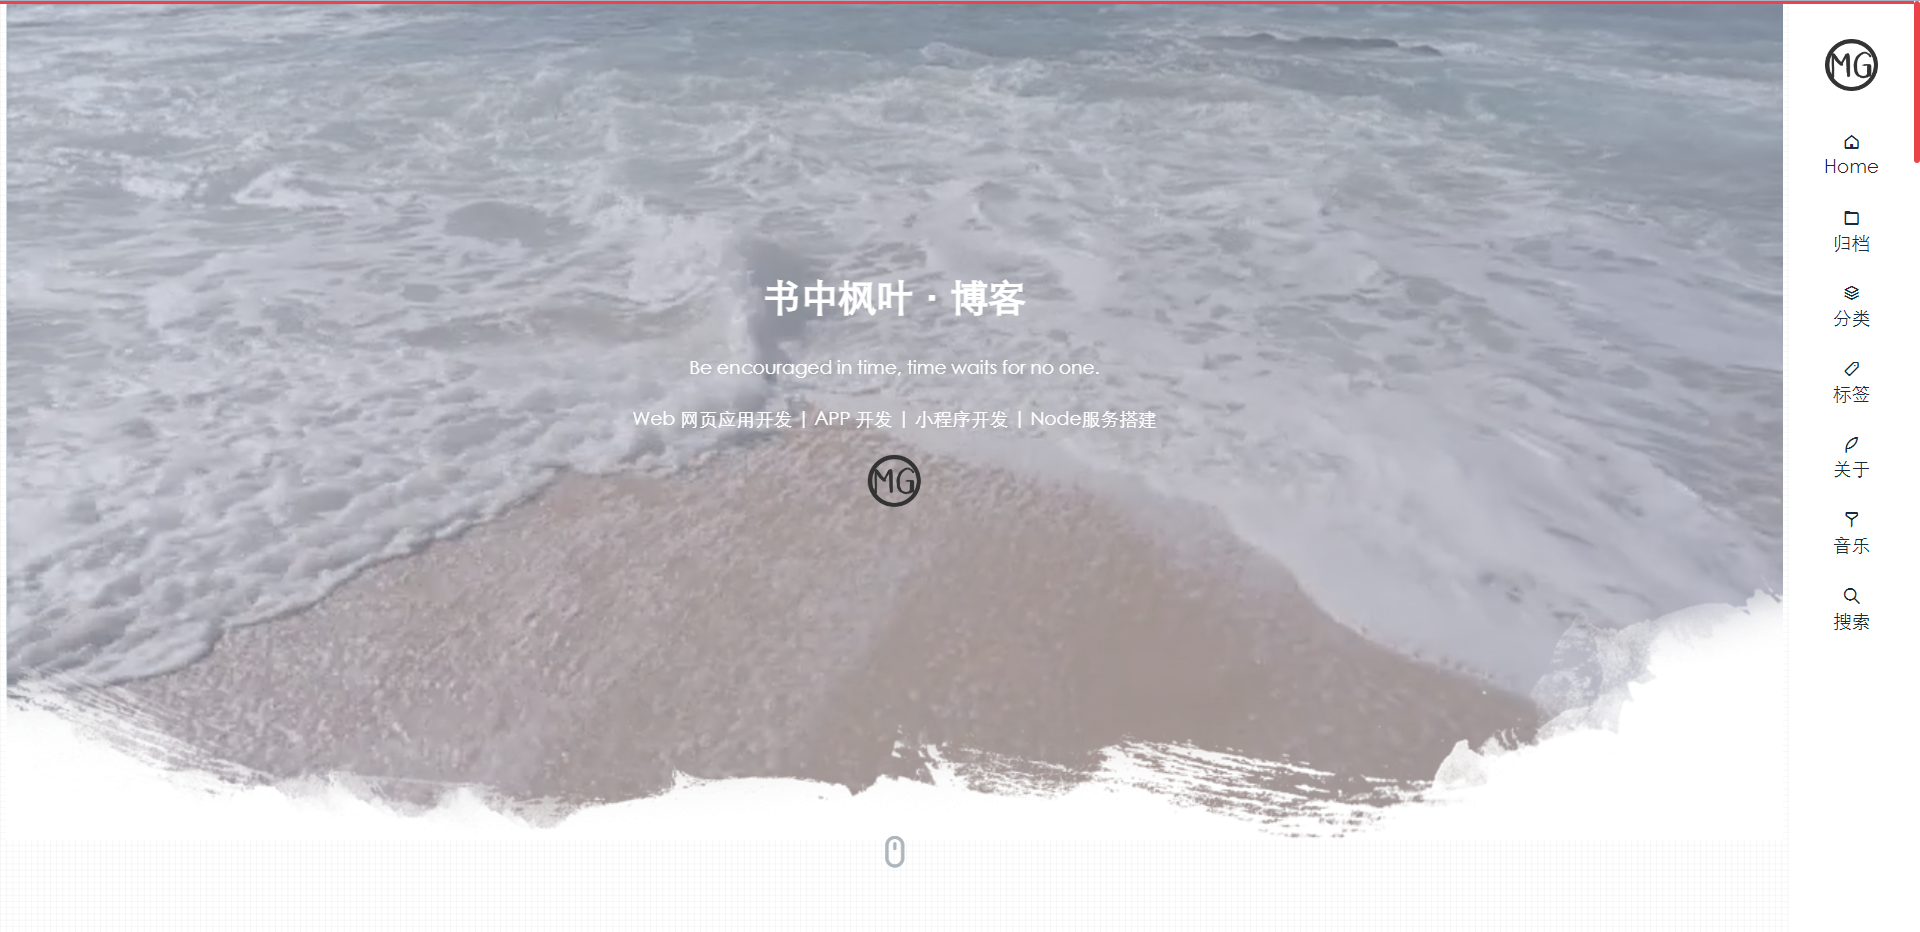 书中枫叶 · 博客
Be encouraged in time, time waits for no one.
Web 网页应用开发 | APP 开发 | 小程序开发 | Node服务搭建
MG
MG
Home
归档
分类
标签
关于
音乐
搜索